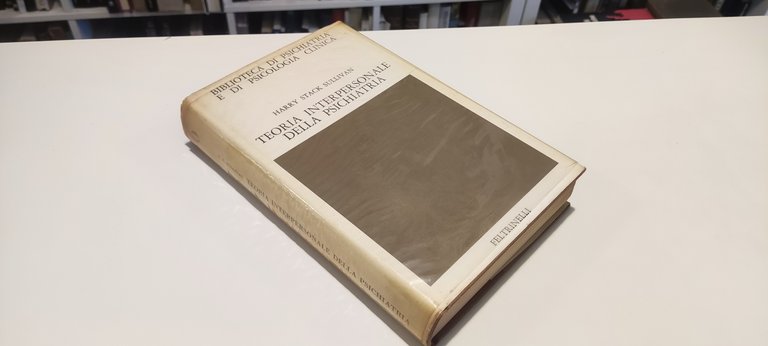 BIBLIOTECA DI PSICHIATRIA
E DI PSICOLOGIA CLINICA
HARRY STACK SULLIVAN
TEORIA INTERPERSONALE
DELLA PSICHIATRIA
FELTRINELLI
TEORIA INTERPERSONALE DELLA PSICHIATRIA